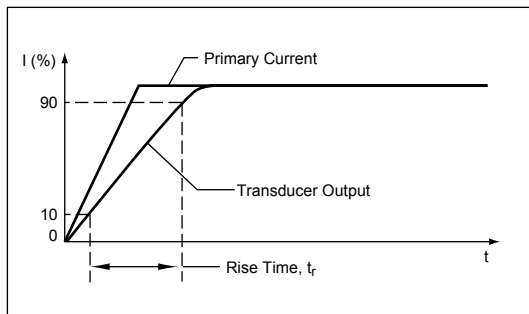 I (%)
Primary Current
90
Transducer Output
10
0
t
Rise Time, tr